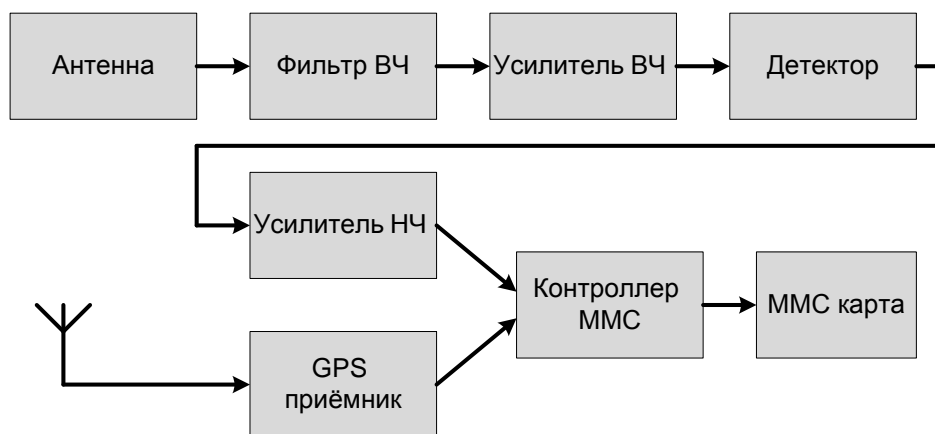 Антенна
Фильтр ВЧ
Усилитель ВЧ
Детектор
Усилитель НЧ
Контроллер
ММС
ММС карта
GPS
приёмник